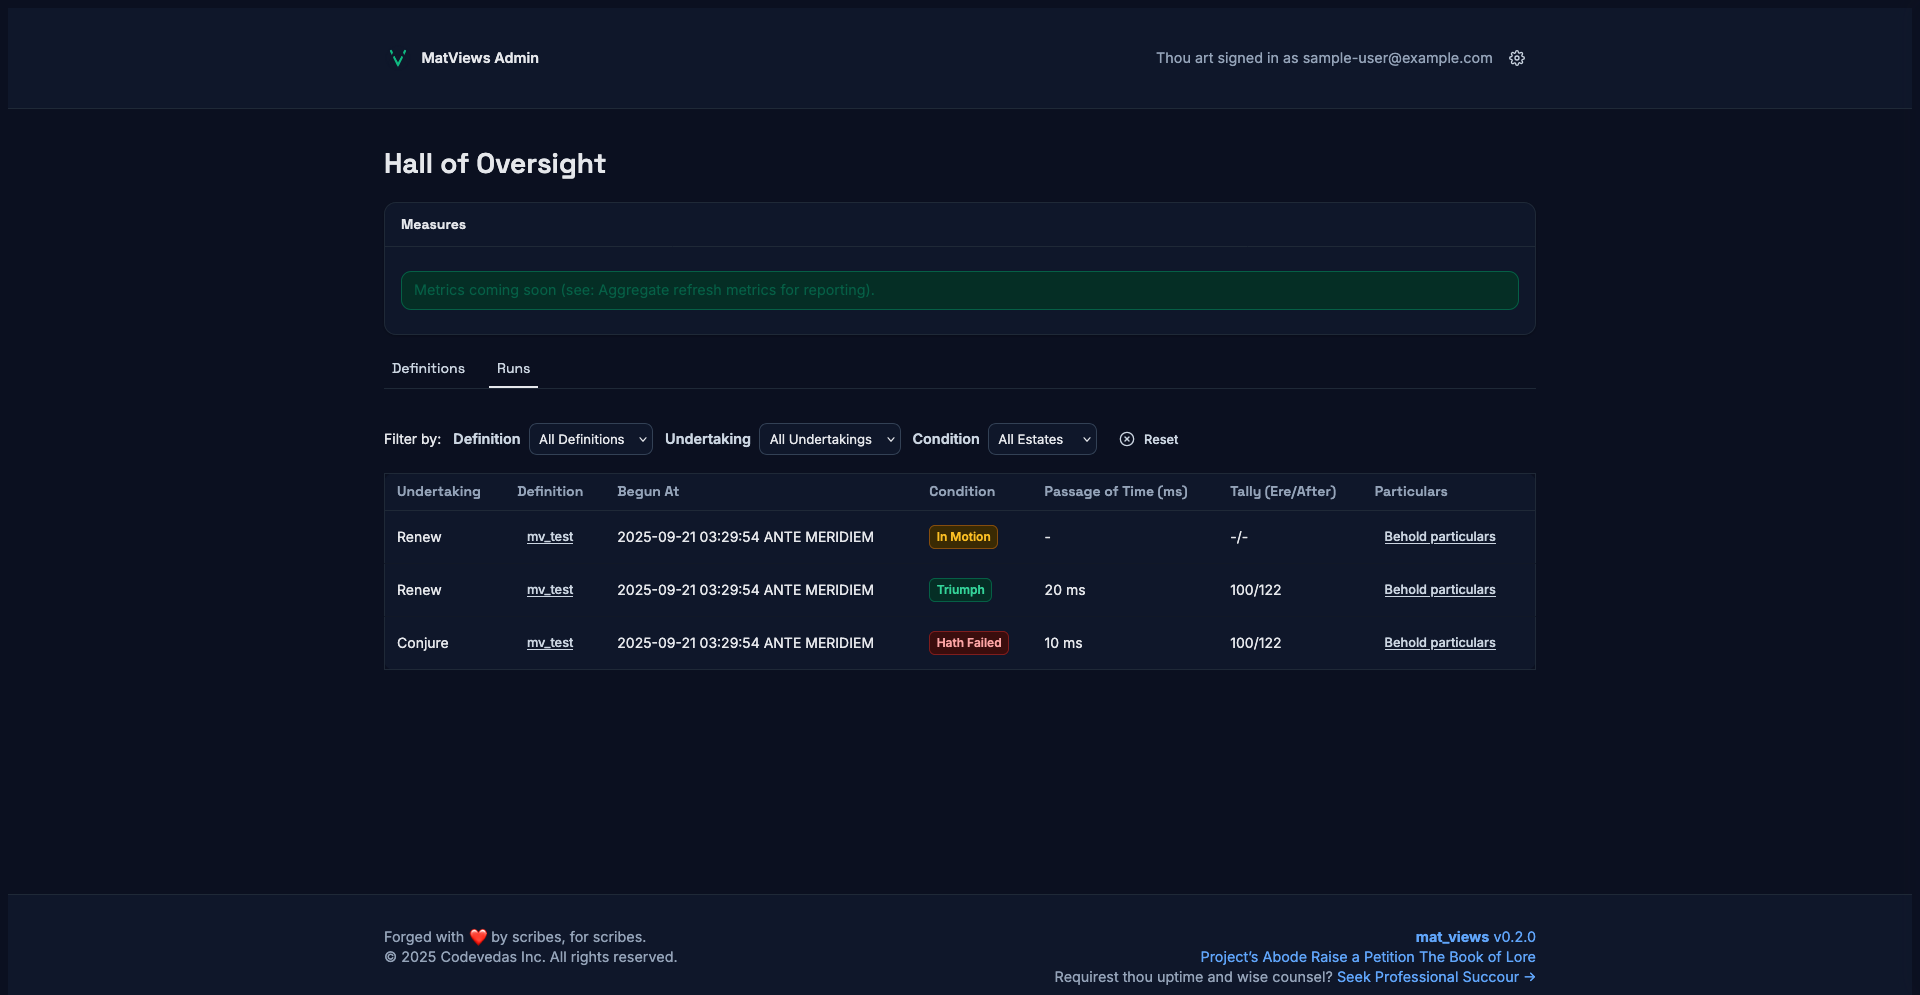 MatViews Admin
Thou art signed in as sample-user@example.com
Hall of Oversight
Measures
Metrics coming soon (see: Aggregate refresh metrics for reporting).
Definitions Runs
Filter by: Definition All Definitions Undertaking All Undertakings Condition All Estates Reset
Undertaking Definition Begun At Condition Passage of Time (ms) Tally (Ere/After) Particulars
Renew mv_test 2025-09-21 03:29:54 ANTE MERIDIEM In Motion - -/- Behold particulars
Renew mv_test 2025-09-21 03:29:54 ANTE MERIDIEM Triumph 20 ms 100/122 Behold particulars
Conjure mv_test 2025-09-21 03:29:54 ANTE MERIDIEM Hath Failed 10 ms 100/122 Behold particulars
Forged with ❤️ by scribes, for scribes.
© 2025 Codevedas Inc. All rights reserved.
mat_views v0.2.0
Project's Abode Raise a Petition The Book of Lore
Requirest thou uptime and wise counsel? Seek Professional Succour →